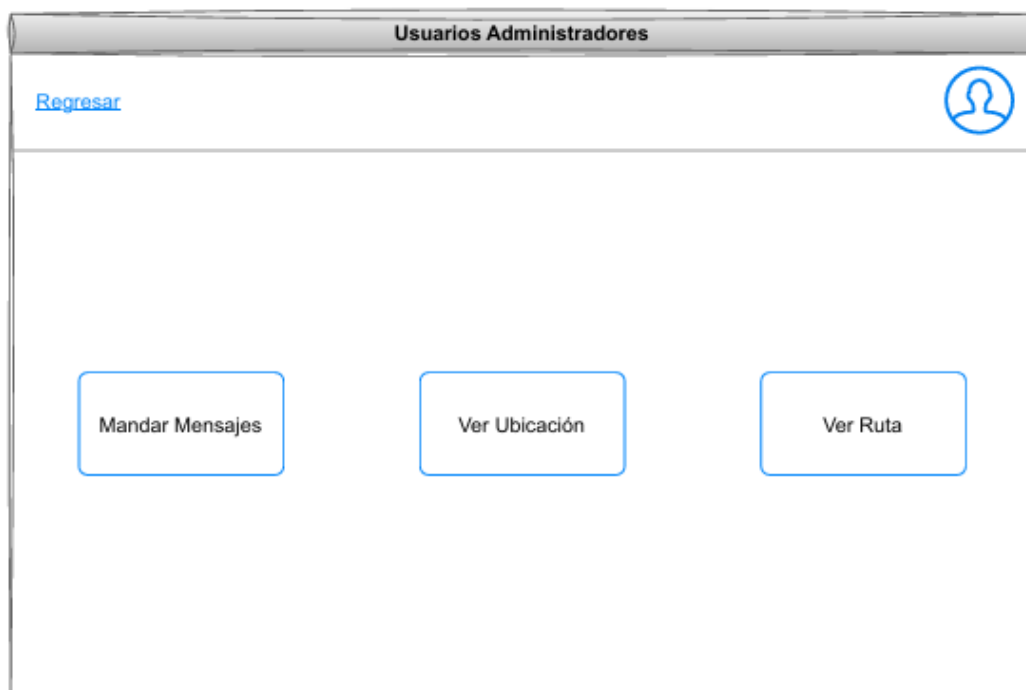 Usuarios Administradores
Regresar
Mandar Mensajes
Ver Ubicación
Ver Ruta